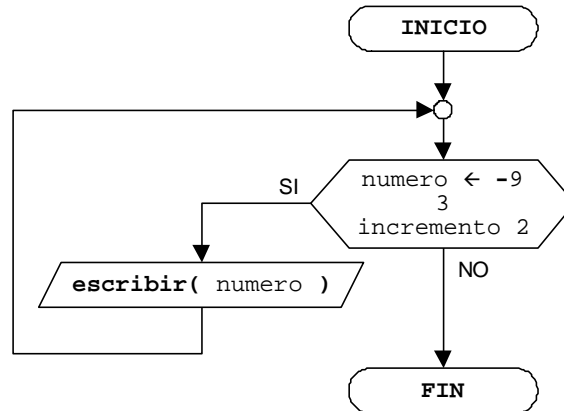 INICIO
numero ← -9
3
incremento 2
SI
escribir( numero )
NO
FIN